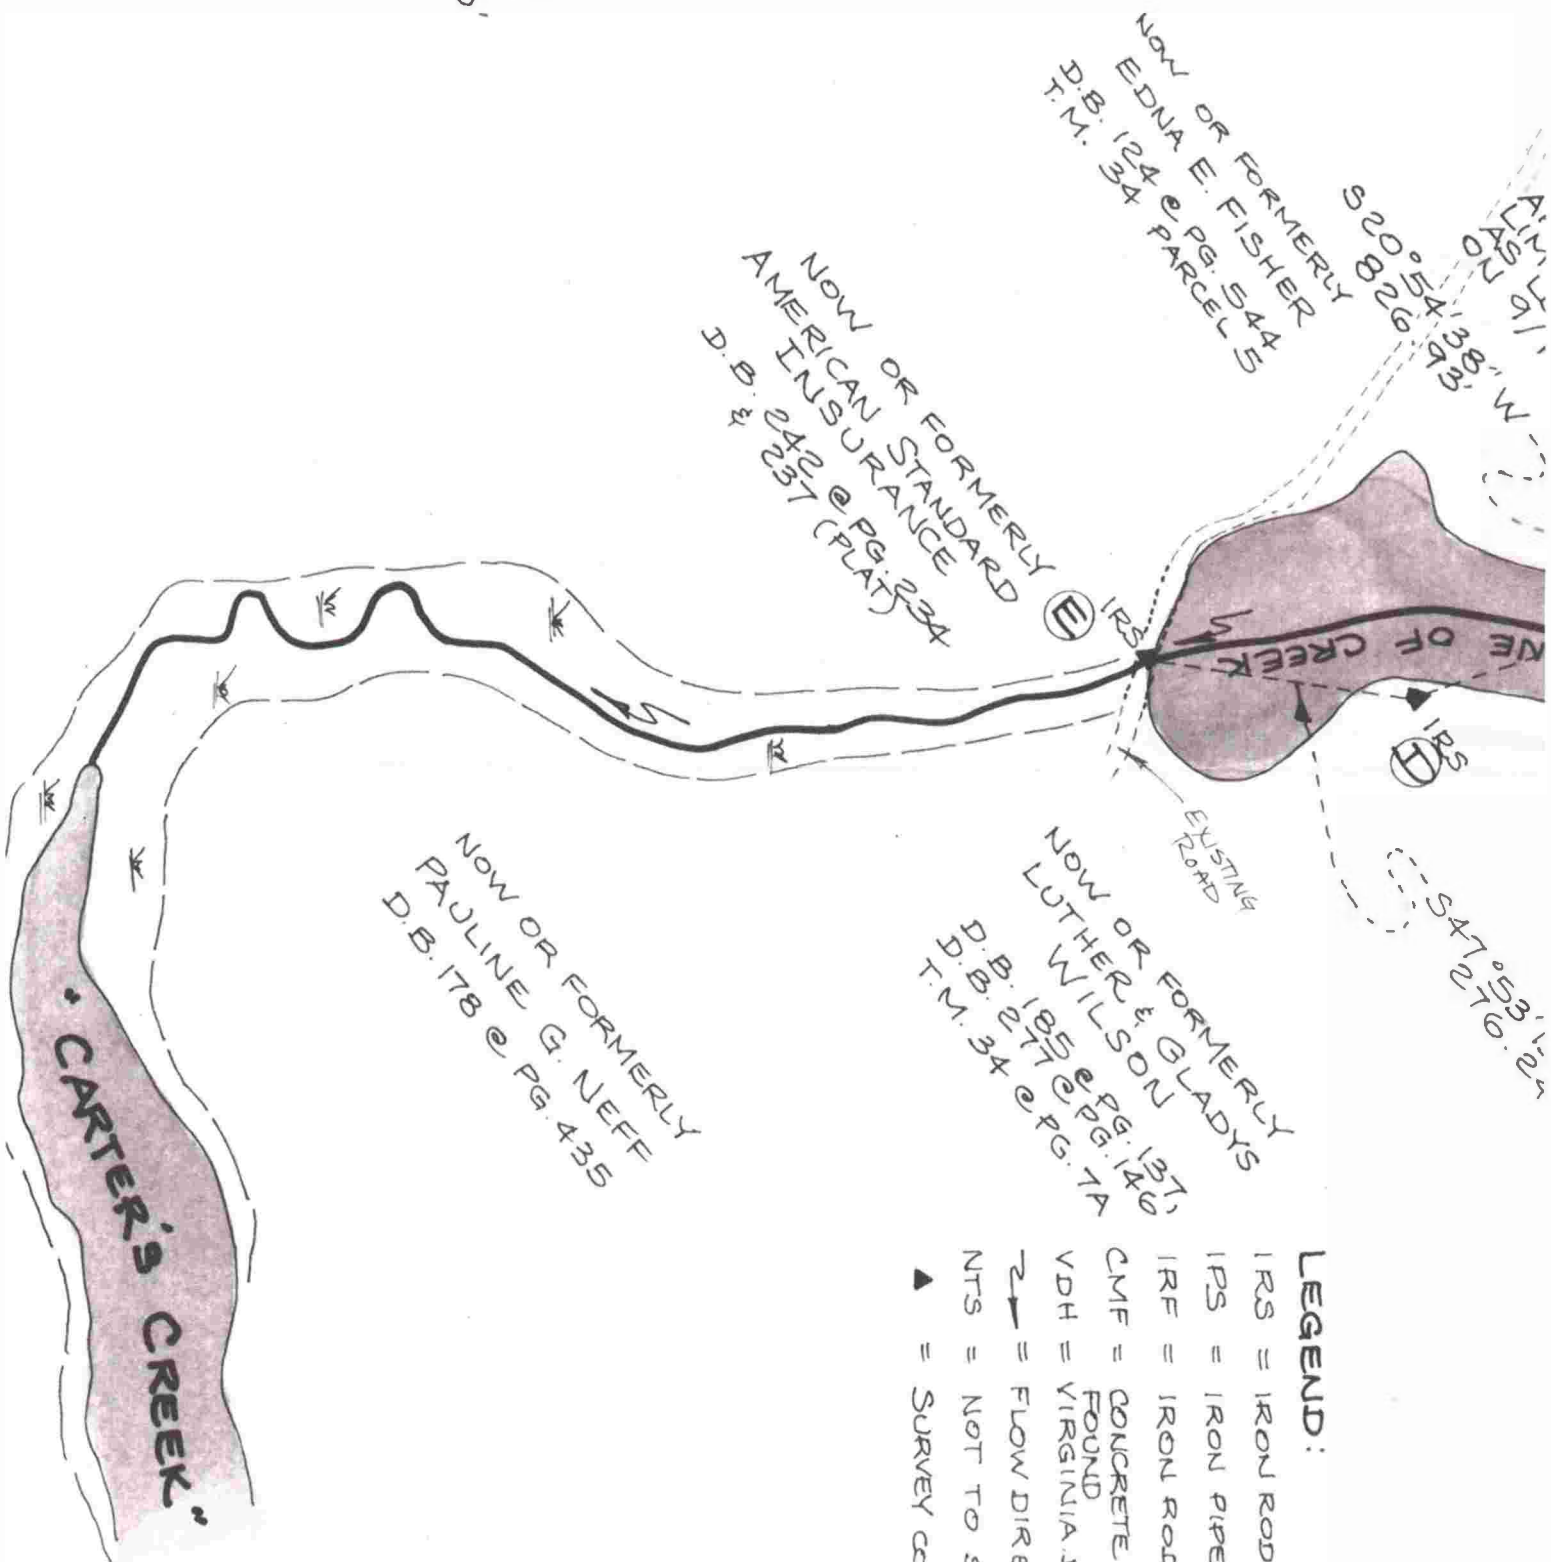 NOW OR FORMERLY
EDNA E. FISHER
D.B. 124 @ PG. 544
T.M. 34 PARCEL 5
S20°54'38"W
826.93'
ON 9/
NOW OR FORMERLY
AMERICAN STANDARD
INSURANCE
D.B. 242 @ PG. 234
& 237 (PLAT)
E
IRS
OF CREEK
IRS
D
EXISTING
ROAD
S47°53'
276.2
NOW OR FORMERLY
LUTHER & GLADYS
WILSON
D.B. 185 @ PG. 137,
D.B. 277 @ PG. 146
T.M. 34 @ PG. 7A
NOW OR FORMERLY
PAULINE G. NEFF
D.B. 178 @ PG. 435
"CARTER'S CREEK"
LEGEND:
IRS = IRON ROD
IPS = IRON PIPE
IRF = IRON ROD
CMF = CONCRETE
FOUND
VDH = VIRGINIA
= FLOW DIRE
NTS = NOT TO S
▲ = SURVEY CO